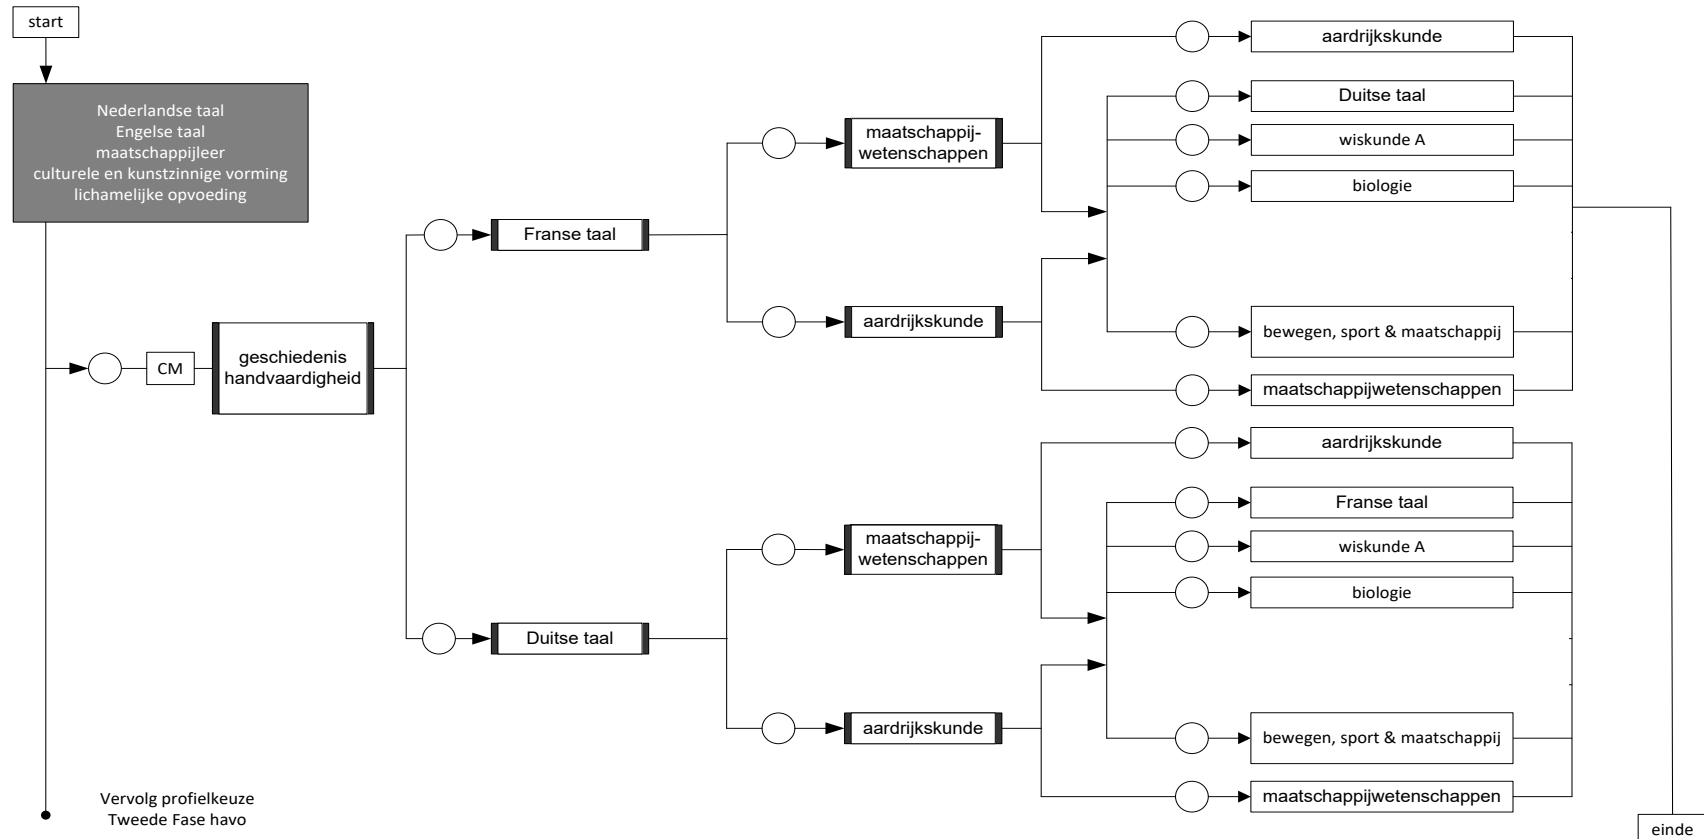 start
Nederlandse taal
Engelse taal
maatschappijleer
culturele en kunstzinnige vorming
lichamelijke opvoeding
CM
geschiedenis
handvaardigheid
Franse taal
maatschappij-
wetenschappen
aardrijkskunde
aardrijkskunde
Duitse taal
wiskunde A
biologie
bewegen, sport & maatschappij
maatschappijwetenschappen
Duitse taal
maatschappij-
wetenschappen
aardrijkskunde
aardrijkskunde
Franse taal
wiskunde A
biologie
bewegen, sport & maatschappij
maatschappijwetenschappen
Vervolg profielkeuze
Tweede Fase havo
einde